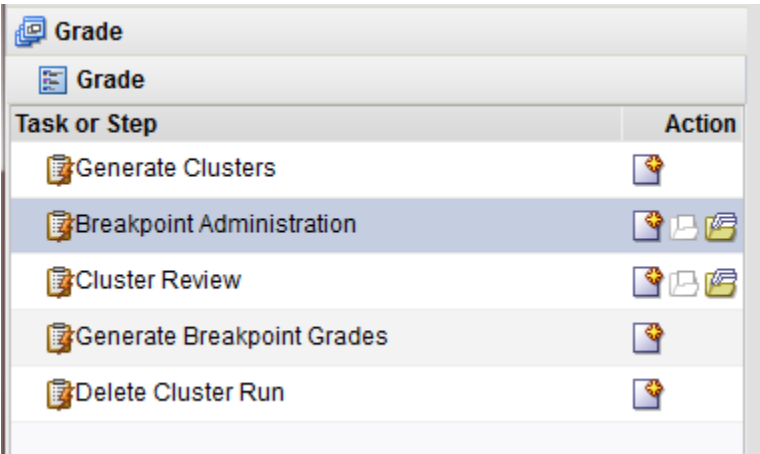 Grade
Grade
Task or Step Action
Generate Clusters
Breakpoint Administration
Cluster Review
Generate Breakpoint Grades
Delete Cluster Run